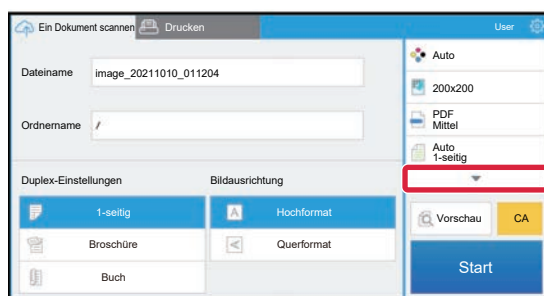 Ein Dokument scannen
Drucken
User
Dateiname
image_20211010_011204
Ordnername
/
Duplex-Einstellungen
Bildausrichtung
1-seitig
A
Hochformat
Broschüre
Querformat
Buch
Auto
200x200
PDF
Mittel
Auto
1-seitig
Vorschau
CA
Start